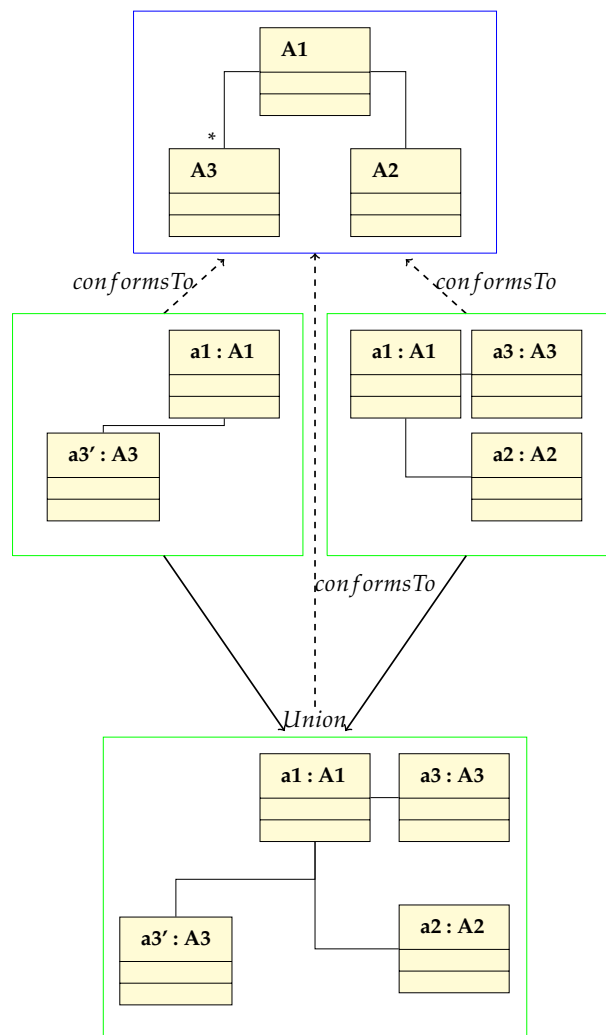 A1
*
A3
A2
conformsTo
conformsTo
a1 : A1
a3' : A3
a1 : A1
a3 : A3
a2 : A2
conformsTo
Union
a1 : A1
a3 : A3
a3' : A3
a2 : A2